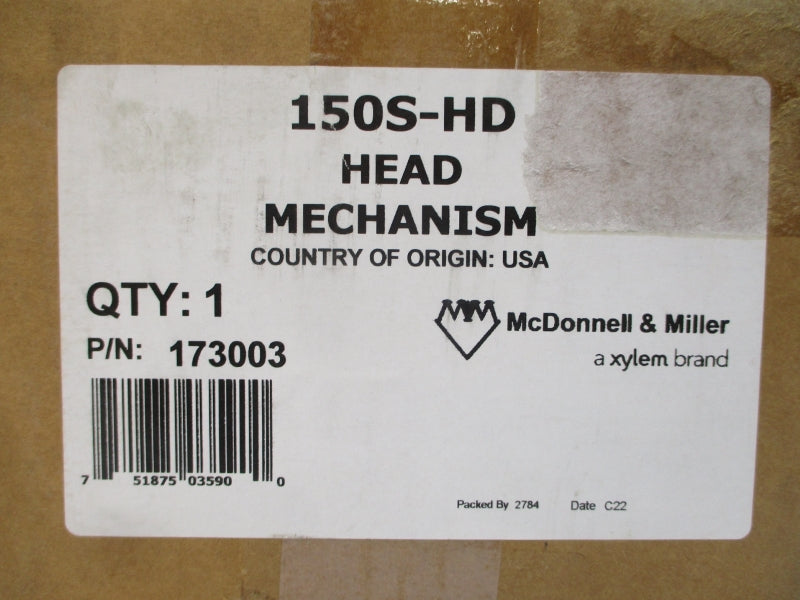 150S-HD
HEAD
MECHANISM
COUNTRY OF ORIGIN: USA
QTY: 1
P/N: 173003
McDonnell & Miller
a xylem brand
7 51875 03590 0
Packed By 2784 Date C22